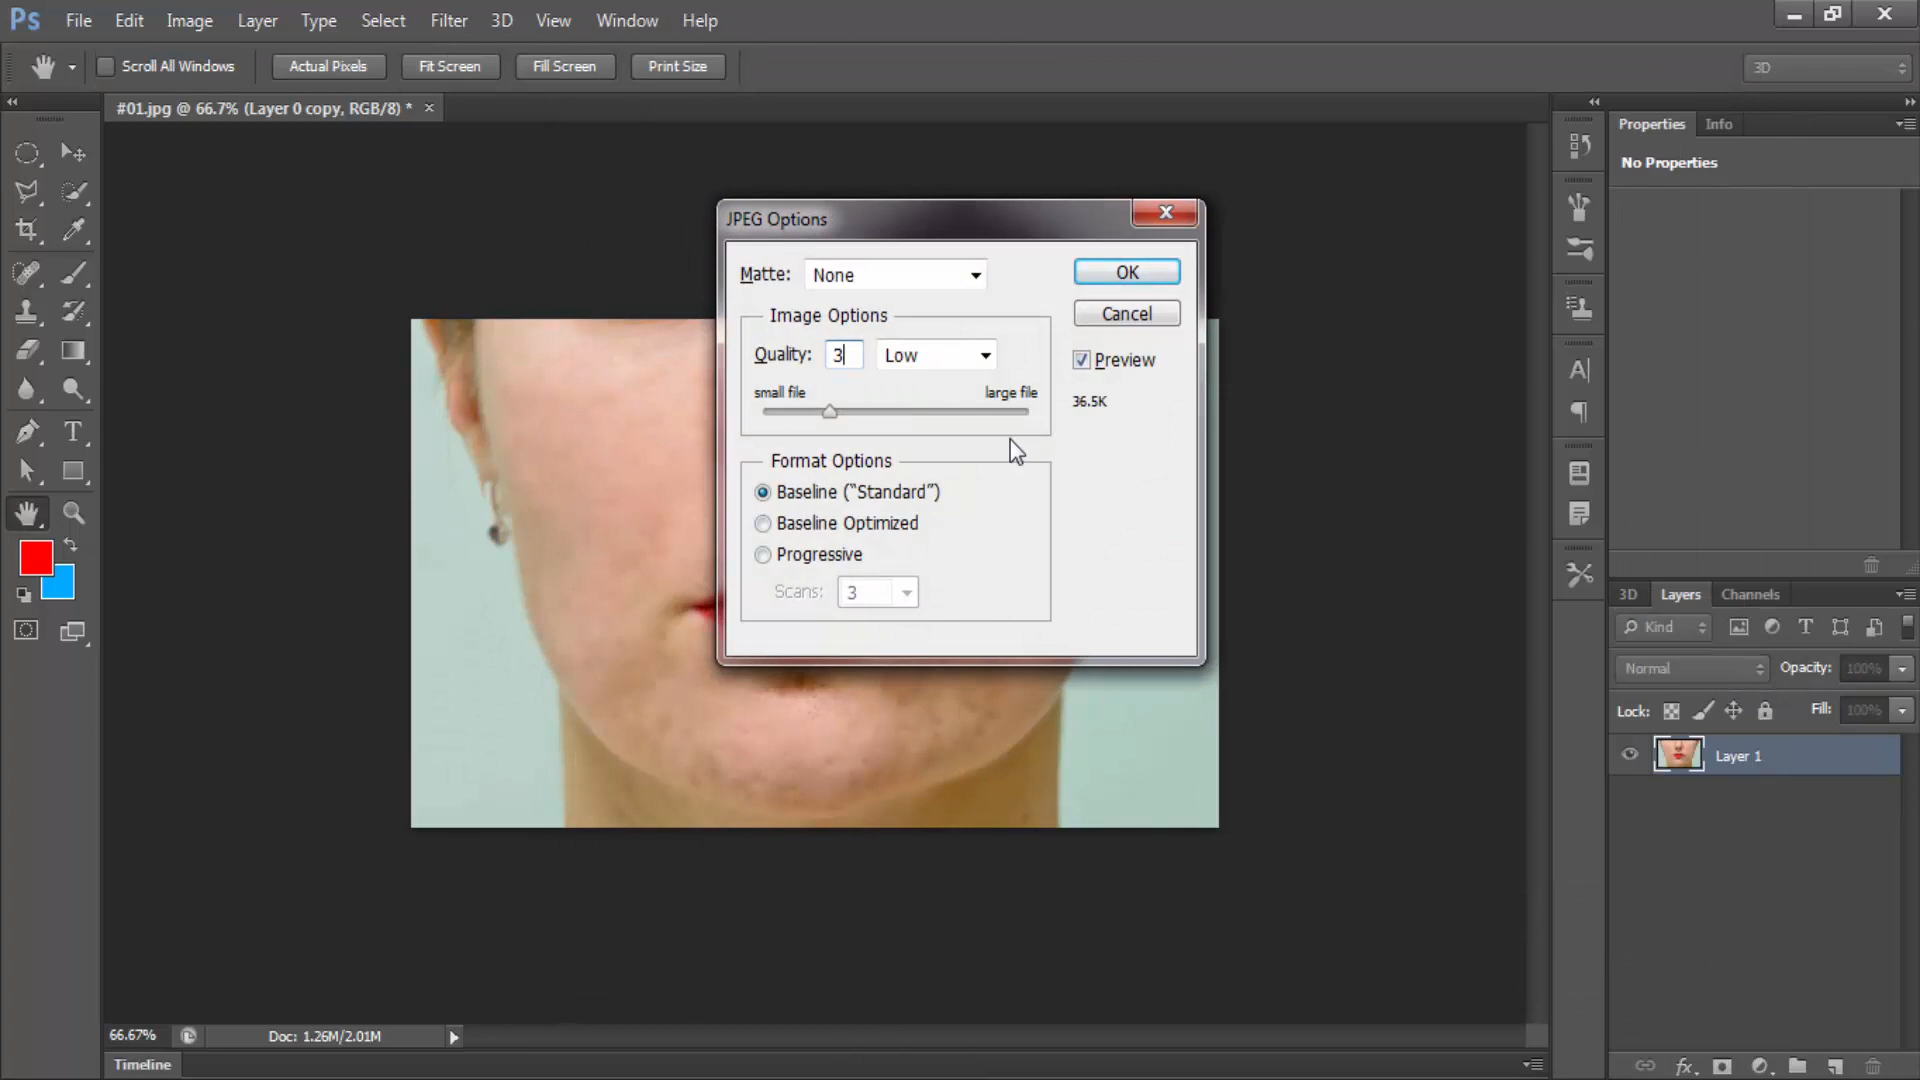 Ps File Edit Image Layer Type Select Filter 3D View Window Help
Scroll All Windows Actual Pixels Fit Screen Fill Screen Print Size 3D
#01.jpg @ 66.7% (Layer 0 copy, RGB/8) * ×
Properties Info
No Properties
JPEG Options
Matte: None
OK
Image Options
Cancel
Quality: 3 Low
Preview
small file large file
36.5K
Format Options
Baseline (“Standard”)
Baseline Optimized
Progressive
Scans: 3
3D Layers Channels
Kind
Normal Opacity: 100%
Lock: Fill: 100%
Layer 1
66.67% Doc: 1.26M/2.01M
Timeline